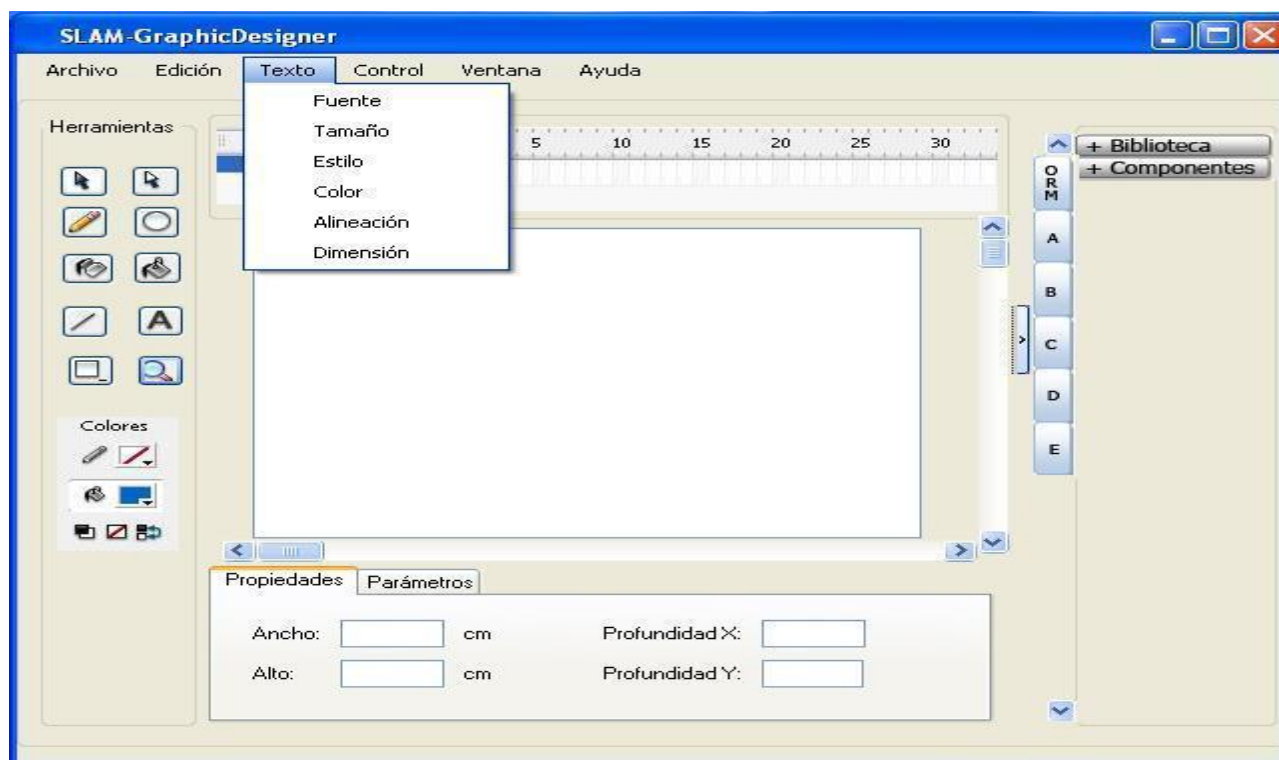 SLAM-GraphicDesigner
Archivo Edición Texto Control Ventana Ayuda
Fuente
Tamaño
Estilo
Color
Alineación
Dimensión
Herramientas
5 10 15 20 25 30
A
Colores
O
R
M
A
B
C
D
E
+ Biblioteca
+ Componentes
Propiedades Parámetros
Ancho: cm Profundidad X:
Alto: cm Profundidad Y: